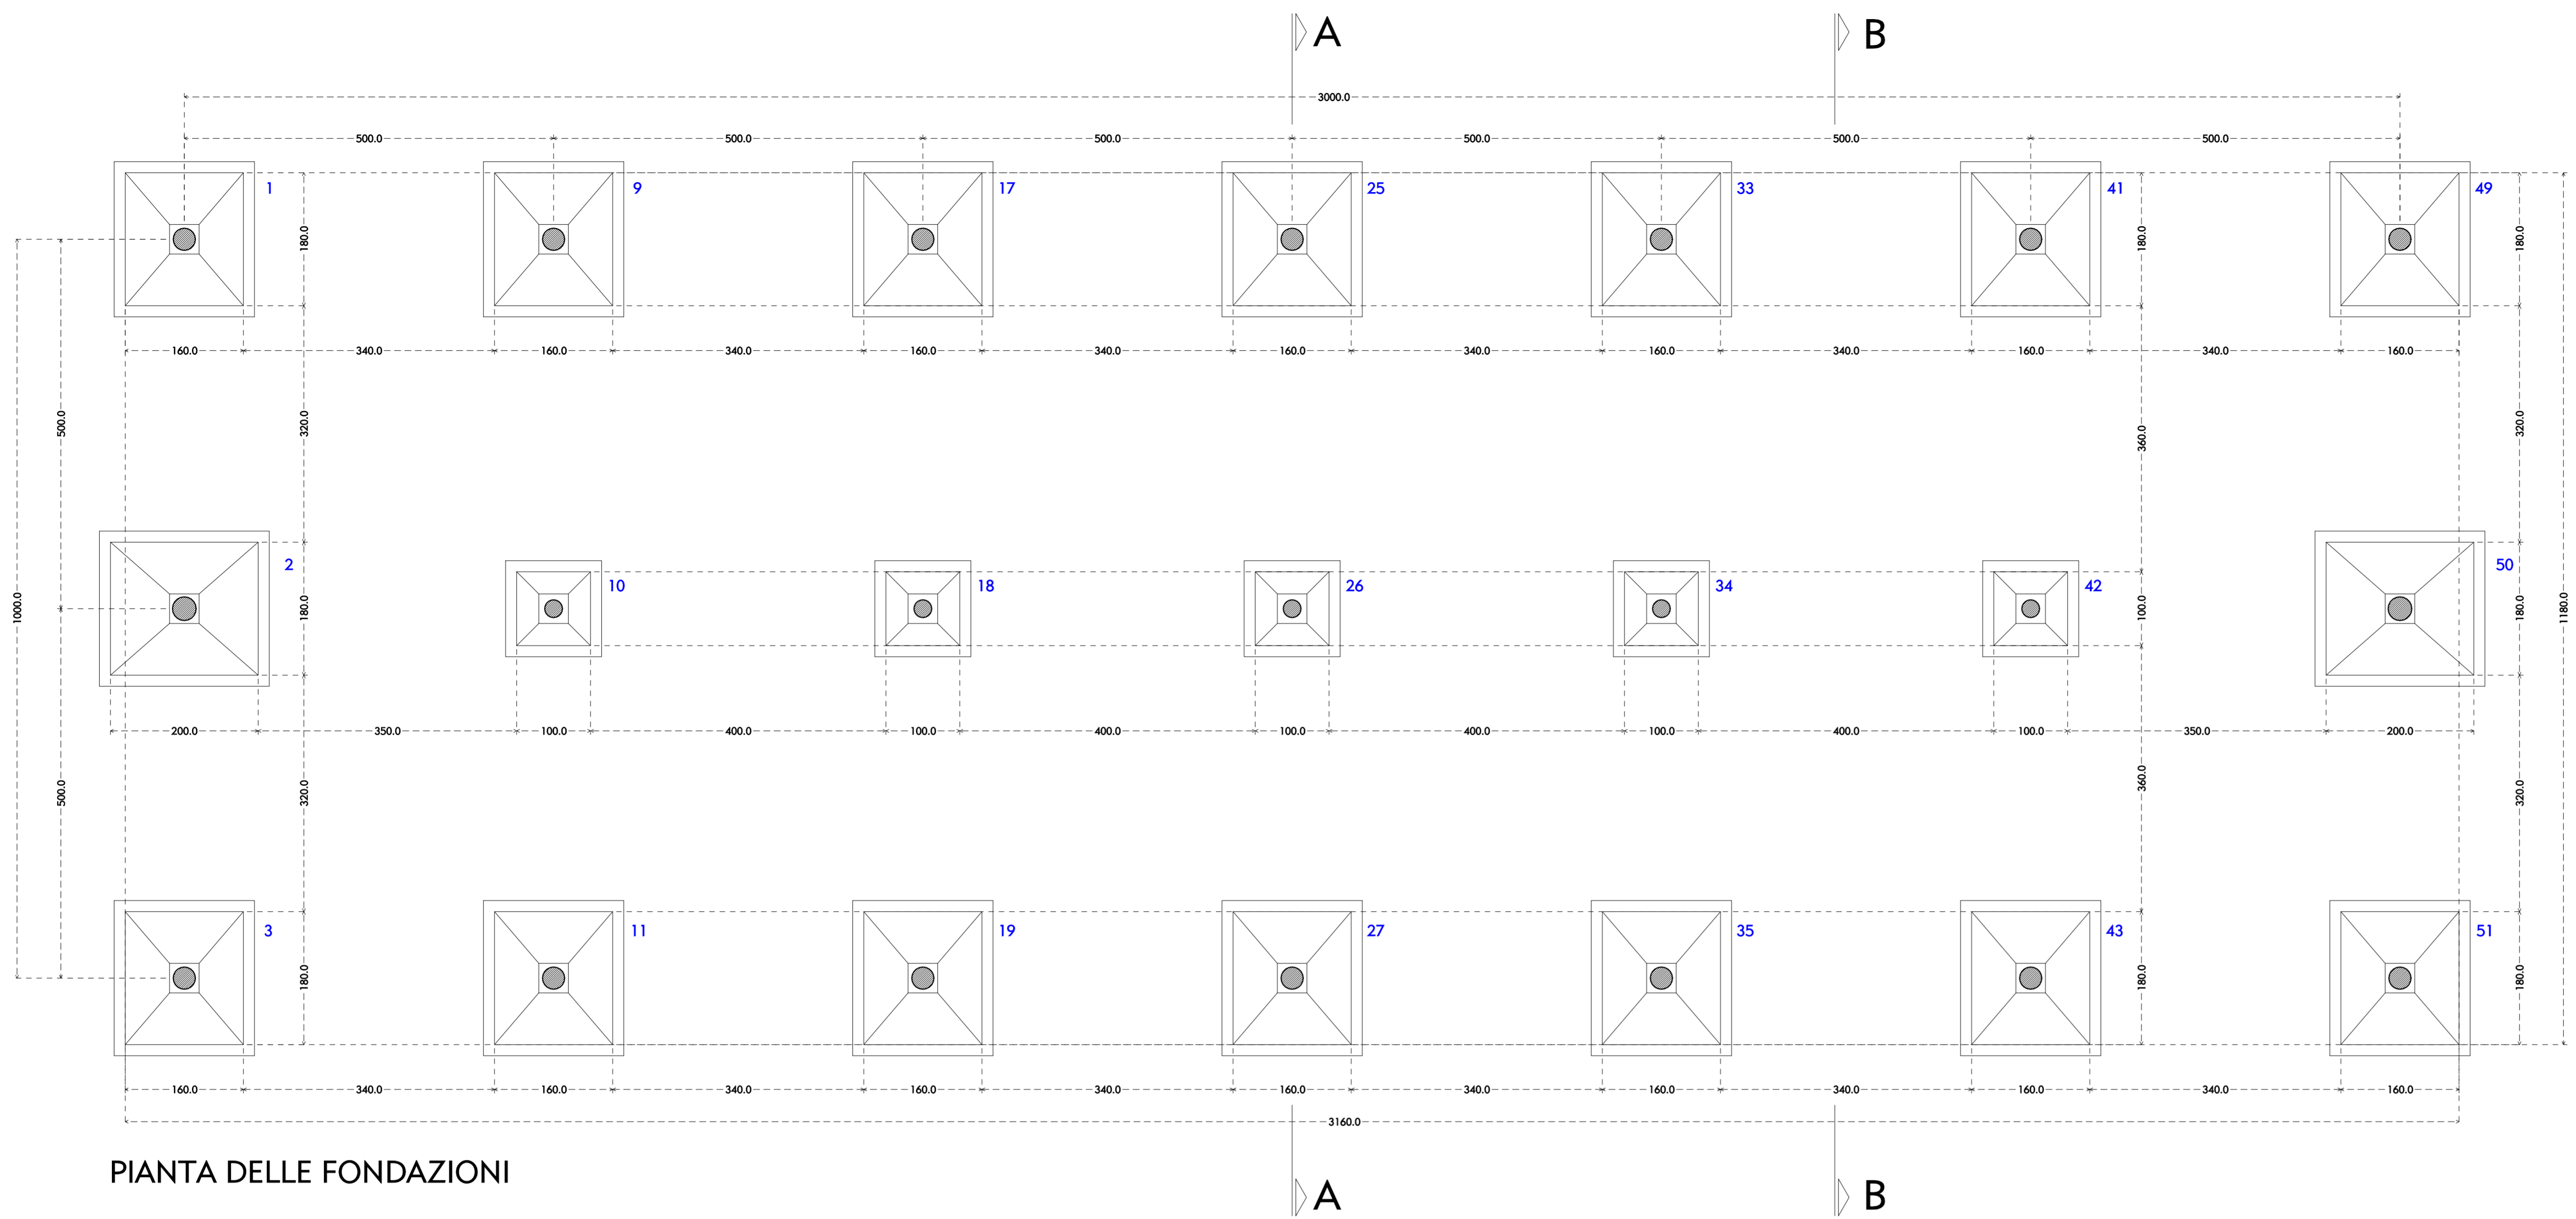 A B
3000.0
500.0 500.0 500.0 500.0 500.0 500.0
1 9 17 25 33 41 49
180.0 180.0 180.0
160.0 340.0 160.0 340.0 160.0 340.0 160.0 340.0 160.0 340.0 160.0 340.0 160.0
500.0 320.0 360.0 320.0
2 10 18 26 34 42 50
1000.0 180.0 100.0 180.0 1180.0
200.0 350.0 100.0 400.0 100.0 400.0 100.0 400.0 100.0 400.0 100.0 350.0 200.0
500.0 320.0 360.0 320.0
3 11 19 27 35 43 51
180.0 180.0 180.0
160.0 340.0 160.0 340.0 160.0 340.0 160.0 340.0 160.0 340.0 160.0 340.0 160.0
3160.0
PIANTA DELLE FONDAZIONI
A B